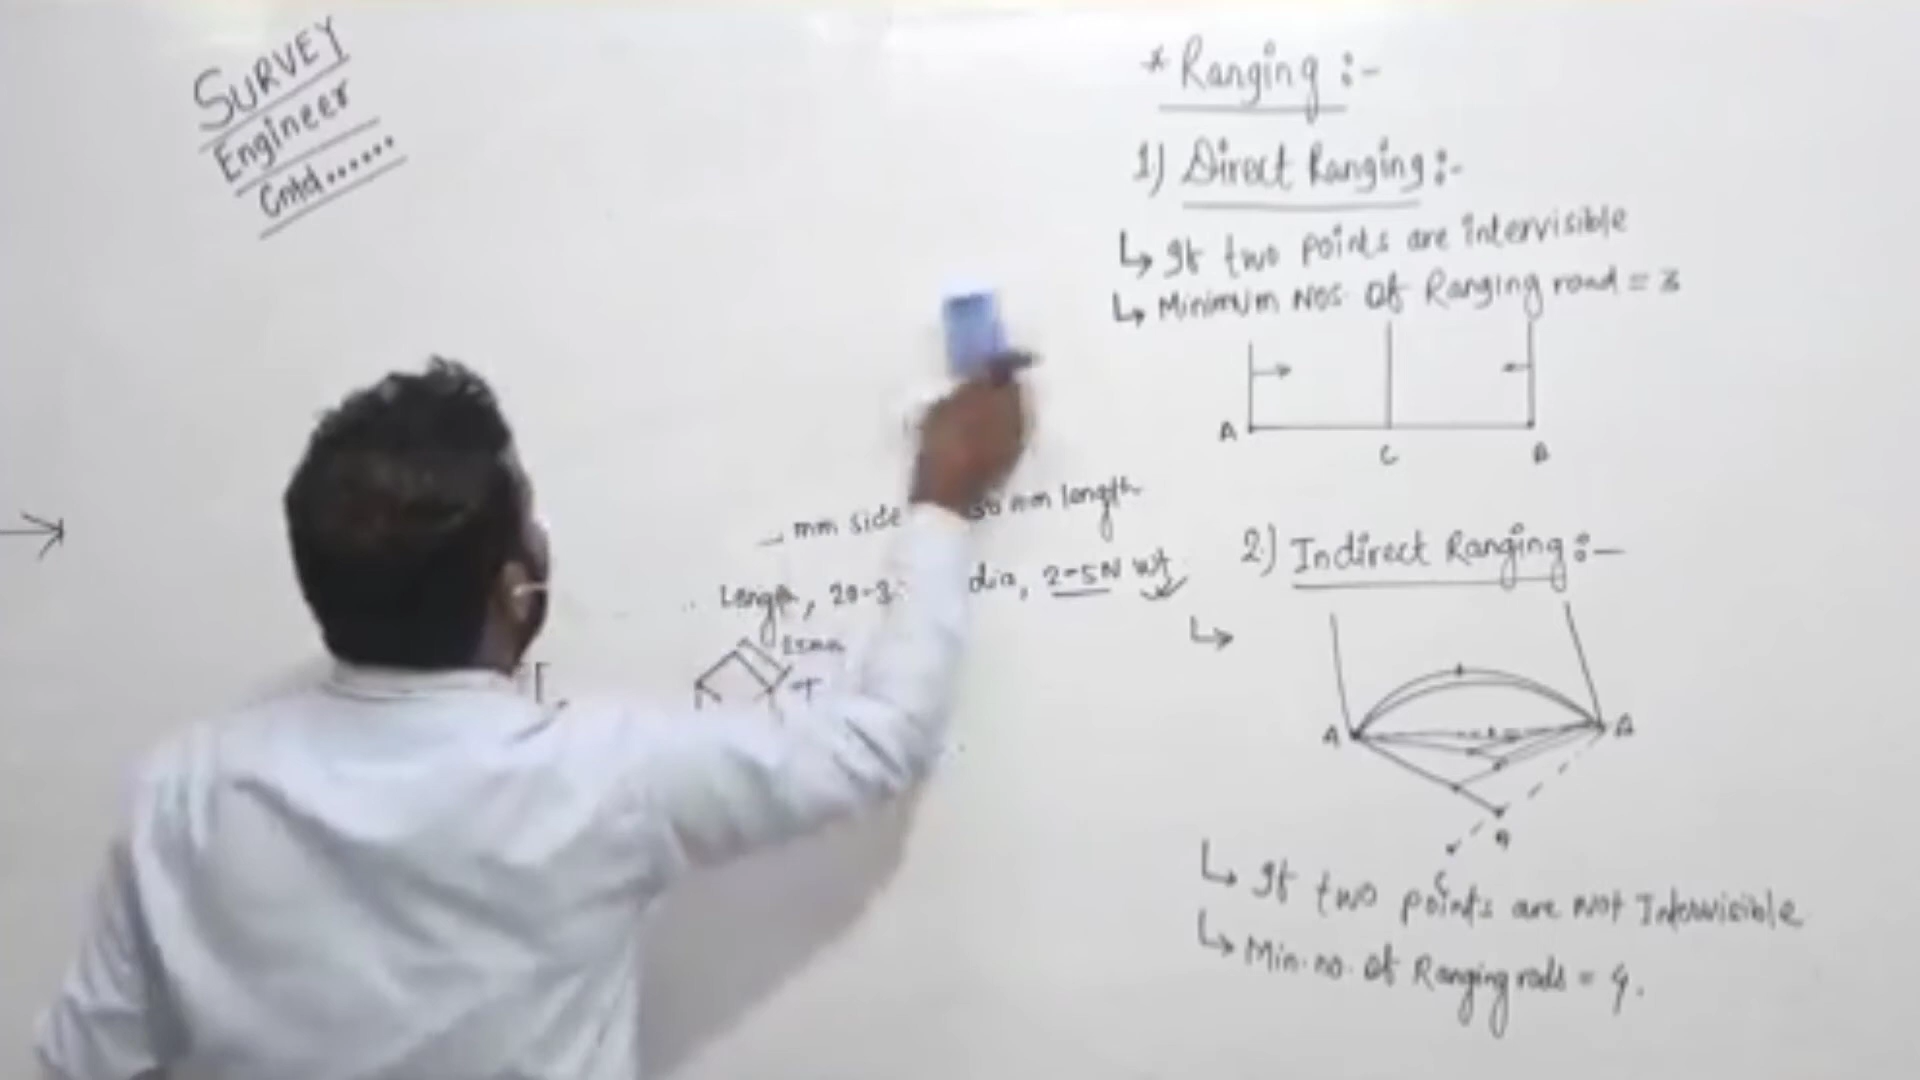 SURVEY
Engineer
Cntd......
mm side mm length
Length, 20-3 dia, 2-5N wt
25mm
* Ranging :-
1) Direct Ranging :-
↳ If two points are intervisible
↳ Minimum Nos. of Ranging road = 3
A
C
B
2) Indirect Ranging :-
↳
A
B
↳ If two points are not Intervisible
↳ Min. no. of Ranging rods = 4.